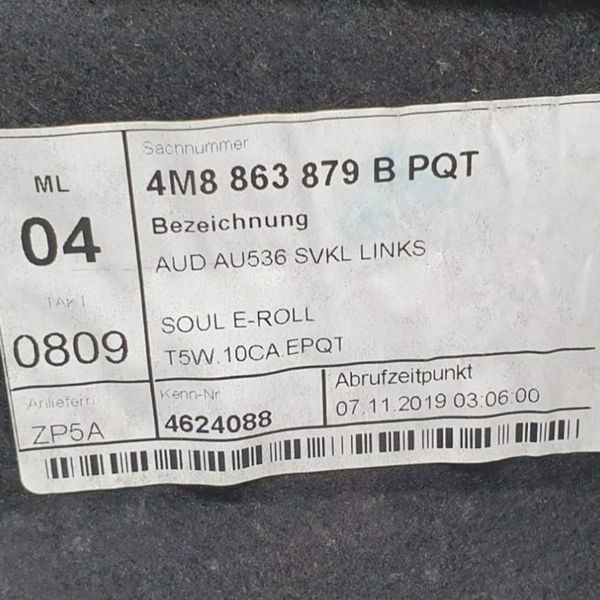 ML
04
TAKT
0809
Anliefern
ZP5A
Sachnummer
4M8 863 879 B PQT
Bezeichnung
AUD AU536 SVKL LINKS
SOUL E-ROLL
T5W.10CA.EPQT
Kenn-Nr
4624088
Abrufzeitpunkt
07.11.2019 03:06:00